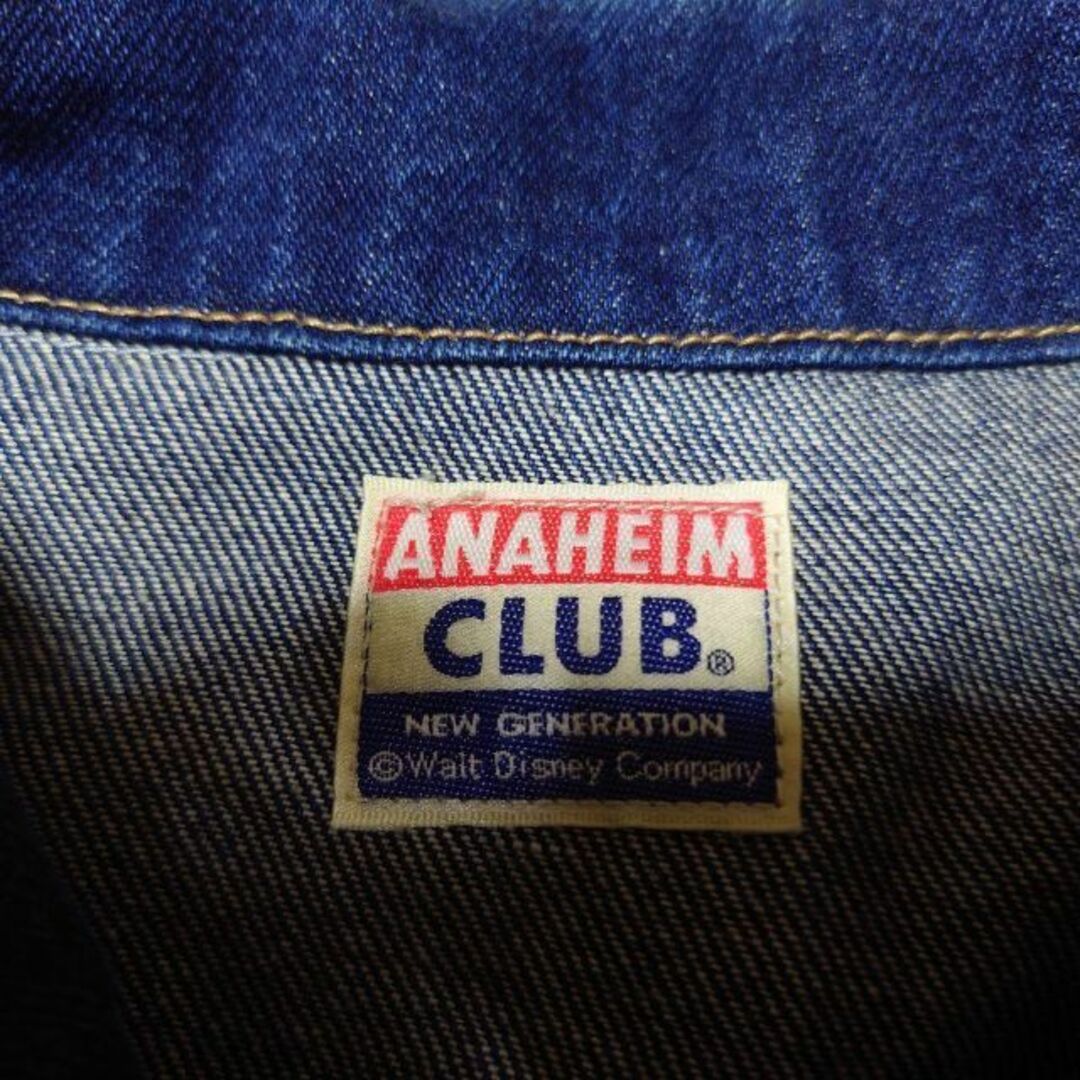 ANAHEIM
CLUB®
NEW GENERATION
©Walt Disney Company